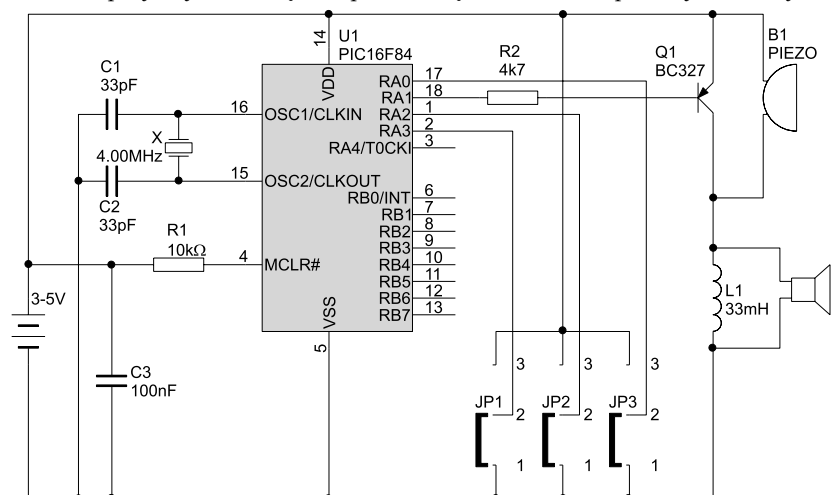 U1
PIC16F84
14
VDD
C1
33pF
16
OSC1/CLKIN
X
4.00MHz
15
OSC2/CLKOUT
C2
33pF
R1
10kΩ
4
MCLR#
3-5V
VSS
5
C3
100nF
RA0
17
RA1
18
RA2
1
RA3
2
RA4/T0CKI
3
RB0/INT
6
RB1
7
RB2
8
RB3
9
RB4
10
RB5
11
RB6
12
RB7
13
R2
4k7
Q1
BC327
B1
PIEZO
L1
33mH
3
3
3
JP1
2
JP2
2
JP3
2
1
1
1